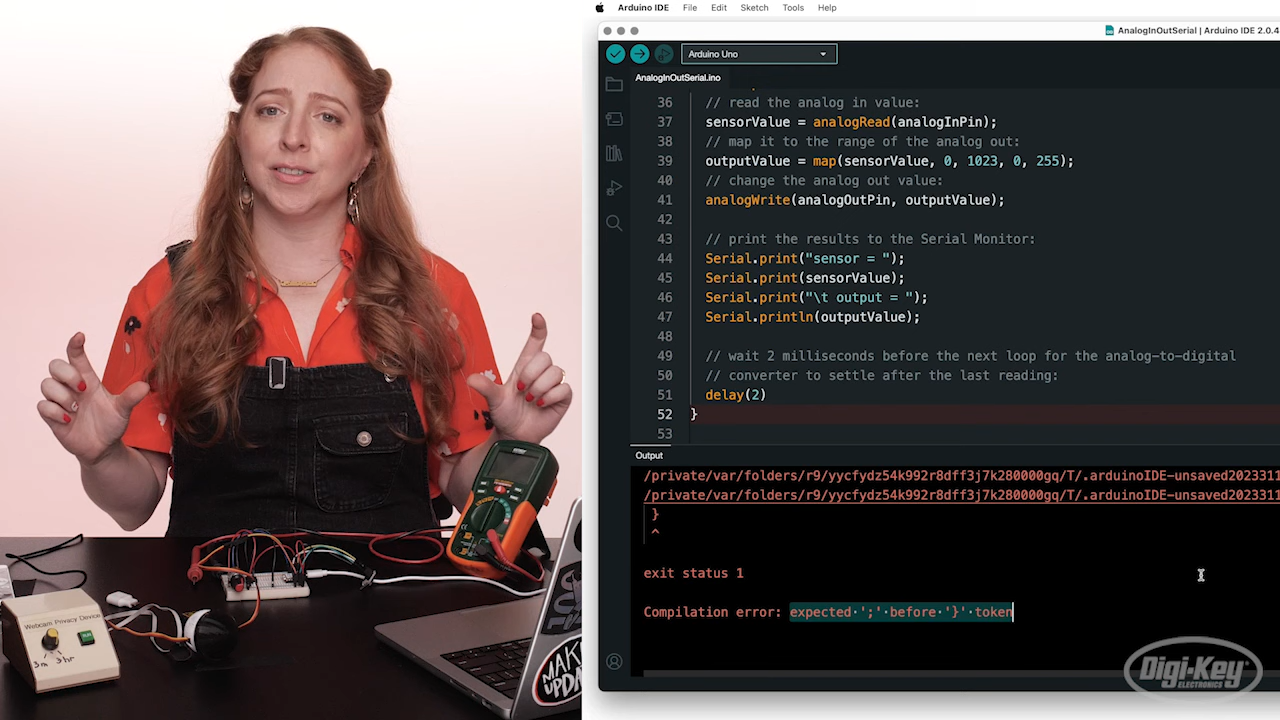 Arduino IDE File Edit Sketch Tools Help
AnalogInOutSerial | Arduino IDE 2.0.4
Arduino Uno
AnalogInOutSerial.ino
36 // read the analog in value:
37 sensorValue = analogRead(analogInPin);
38 // map it to the range of the analog out:
39 outputValue = map(sensorValue, 0, 1023, 0, 255);
40 // change the analog out value:
41 analogWrite(analogOutPin, outputValue);
42
43 // print the results to the Serial Monitor:
44 Serial.print("sensor = ");
45 Serial.print(sensorValue);
46 Serial.print("\t output = ");
47 Serial.println(outputValue);
48
49 // wait 2 milliseconds before the next loop for the analog-to-digital
50 // converter to settle after the last reading:
51 delay(2)
52 }
53
Output
/private/var/folders/r9/yycfydz54k992r8dff3j7k280000gq/T/.arduinoIDE-unsaved2023311
/private/var/folders/r9/yycfydz54k992r8dff3j7k280000gq/T/.arduinoIDE-unsaved2023311
}
^
exit status 1
Compilation error: expected·';'·before·'}'·token
Webcam Privacy Device
3m 3hr
RUN
MAKE
UPDA
Digi-Key
ELECTRONICS